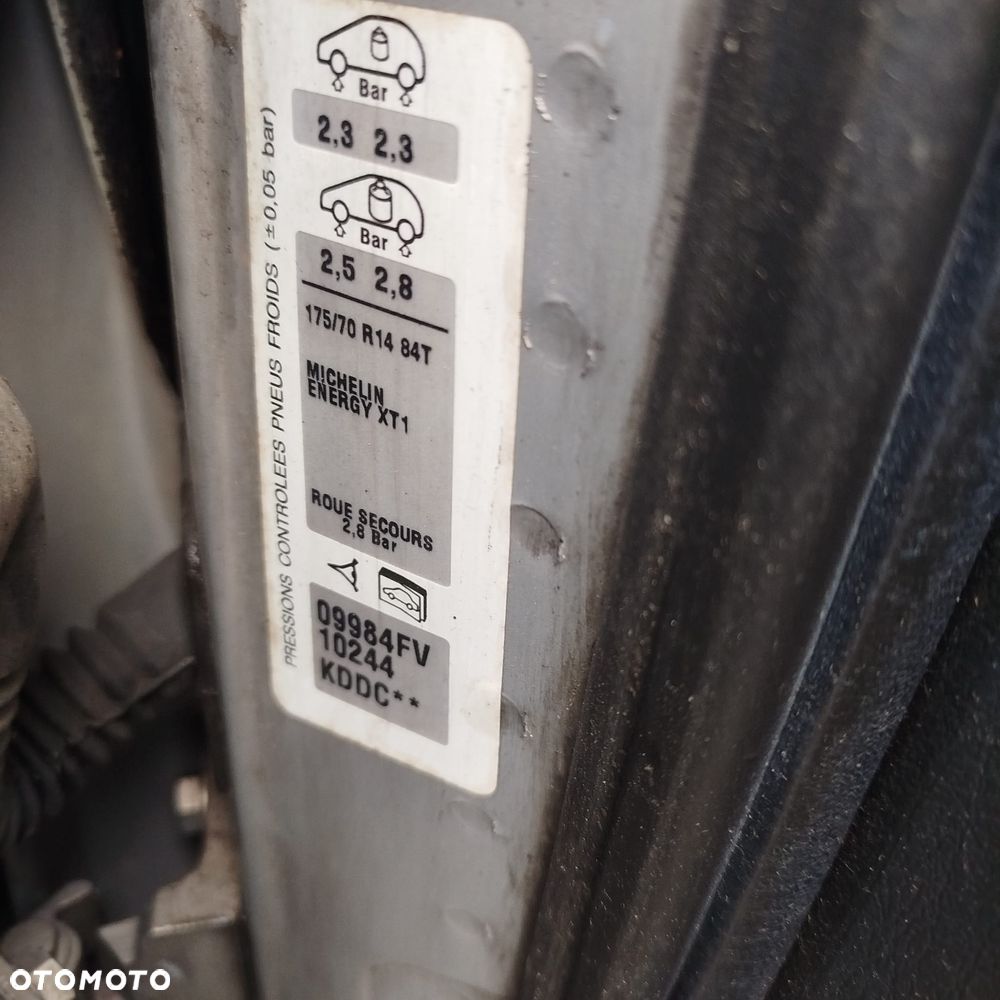 Bar
2,3 2,3
Bar
2,5 2,8
175/70 R14 84T
MICHELIN
ENERGY XT1
ROUE SECOURS
2,8 Bar
09984FV
10244
KDDC**
PRESSIONS CONTROLEES PNEUS FROIDS (±0,05 bar)
OTOMOTO